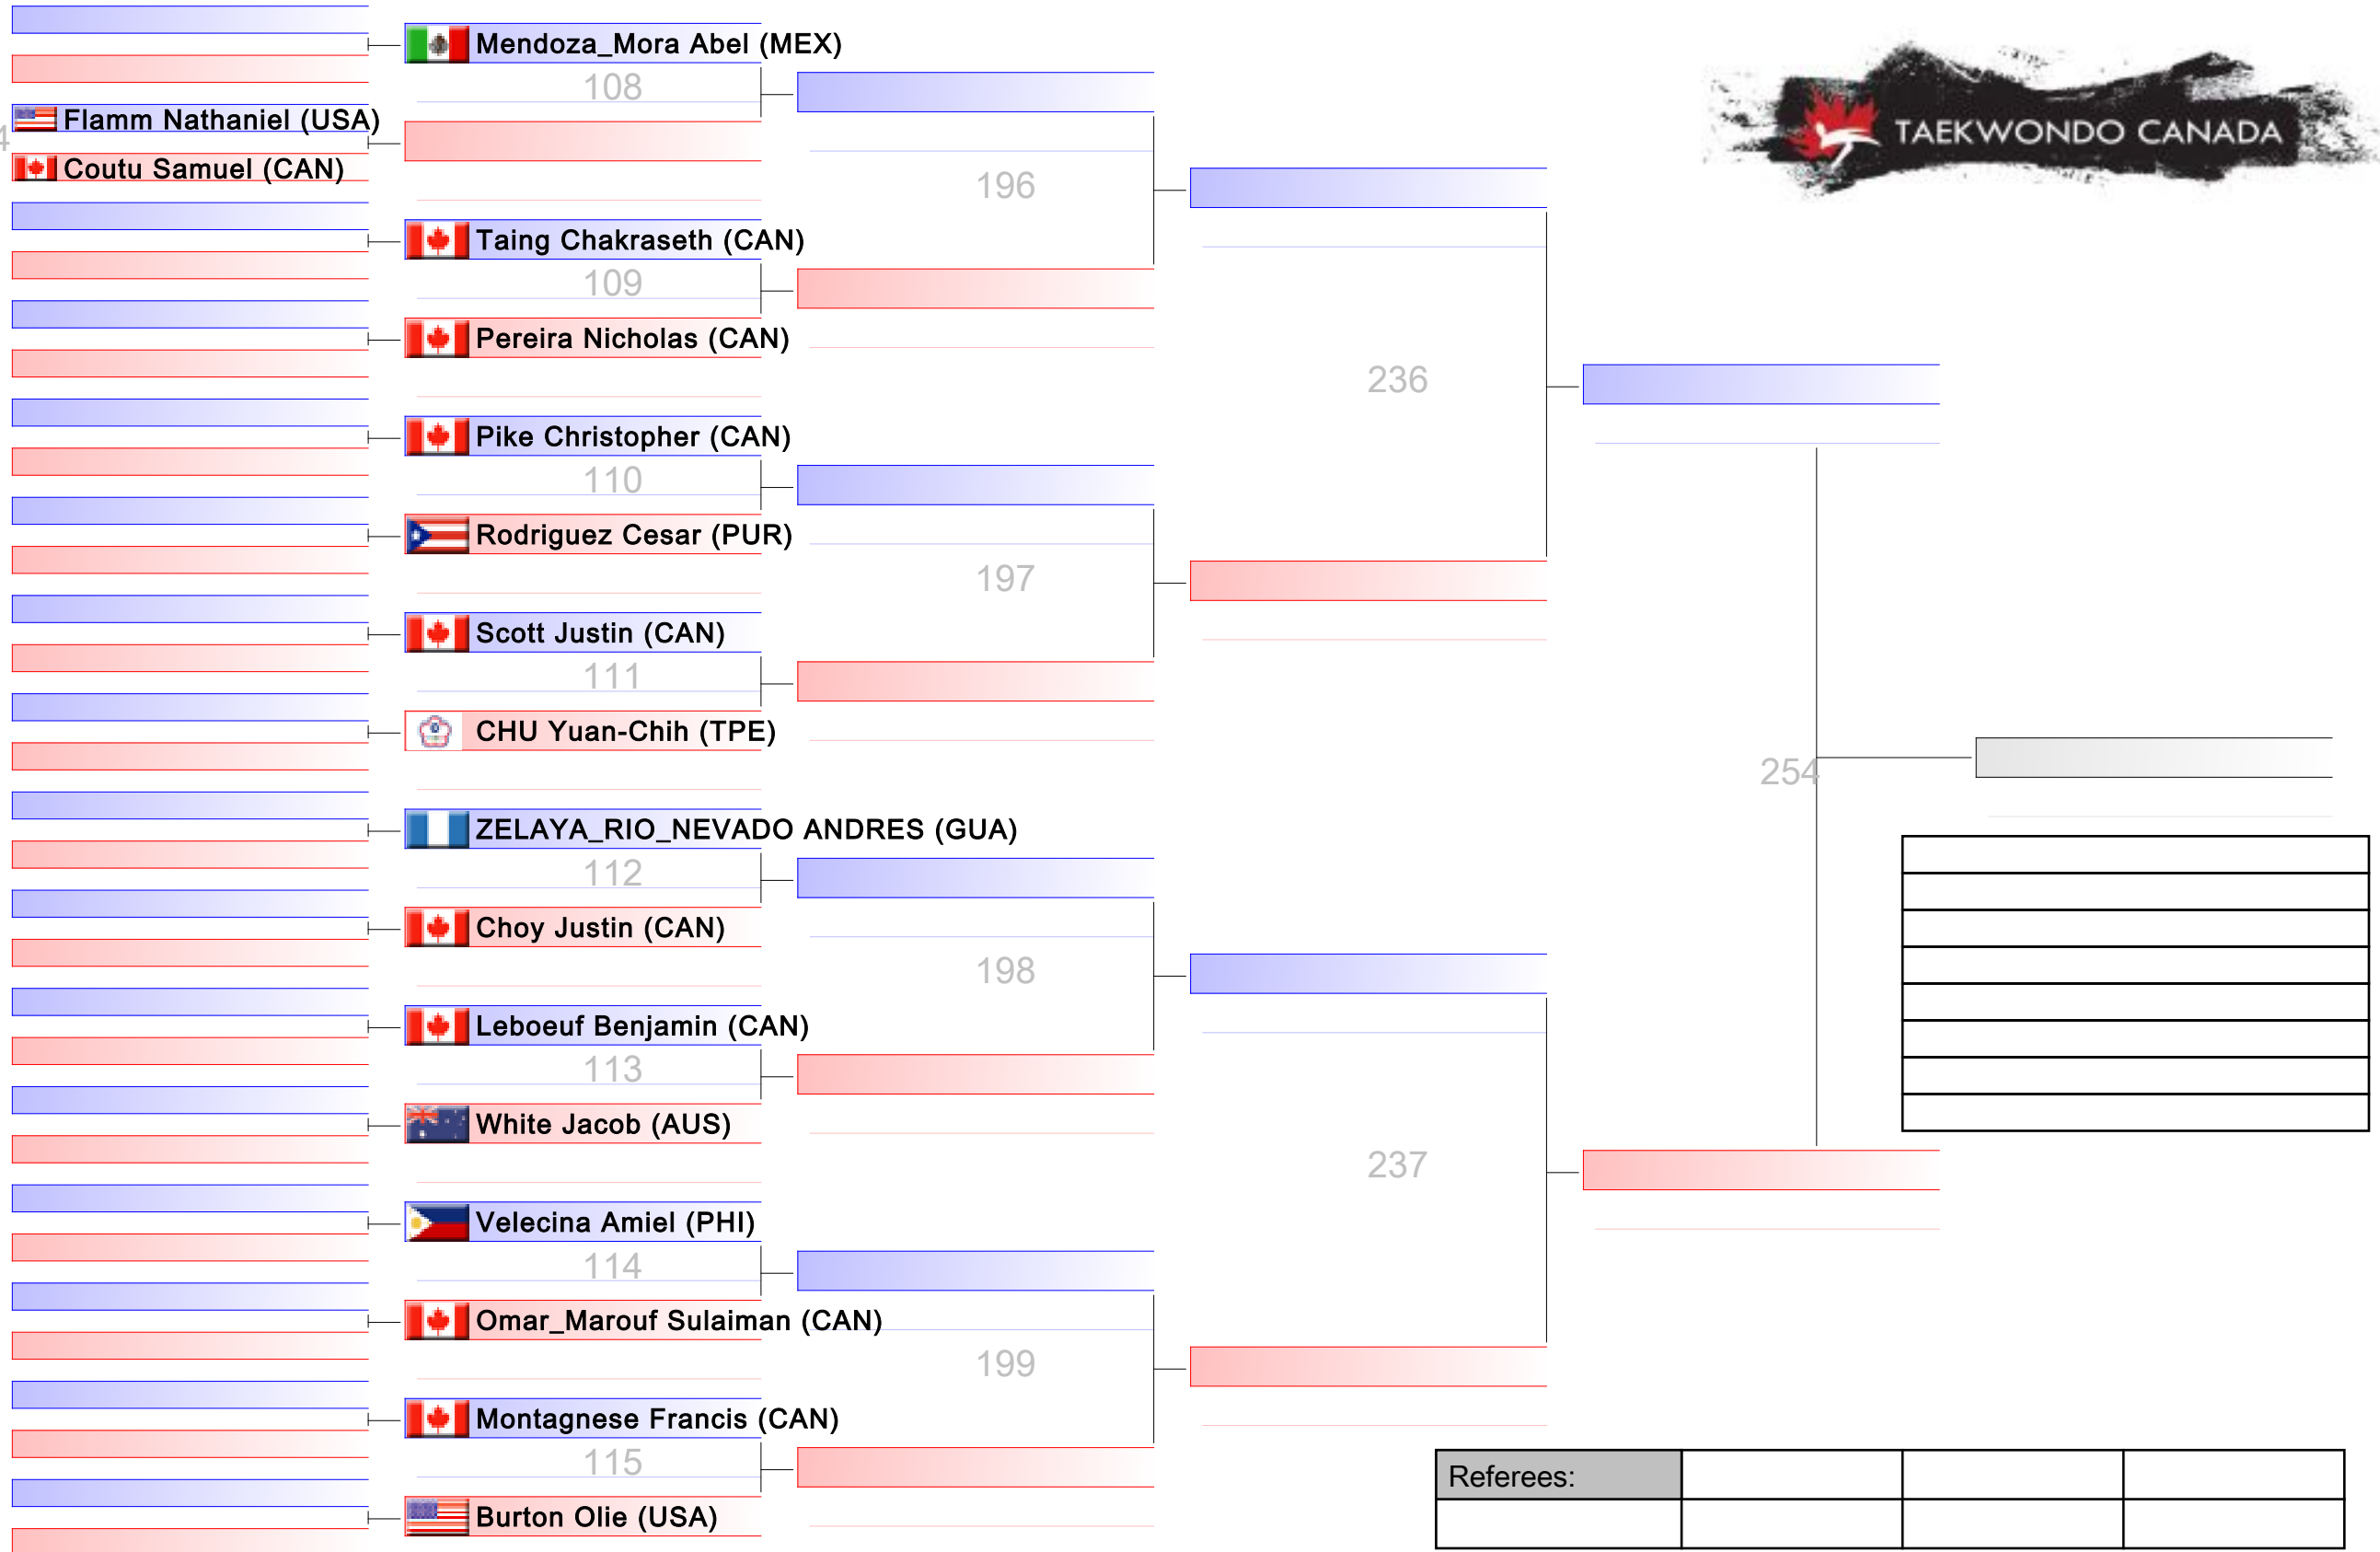 Mendoza_Mora Abel (MEX)
108
Flamm Nathaniel (USA)
4
Coutu Samuel (CAN)
TAEKWONDO CANADA
196
Taing Chakraseth (CAN)
109
Pereira Nicholas (CAN)
236
Pike Christopher (CAN)
110
Rodriguez Cesar (PUR)
197
Scott Justin (CAN)
111
CHU Yuan-Chih (TPE)
254
ZELAYA_RIO_NEVADO ANDRES (GUA)
112
Choy Justin (CAN)
198
Leboeuf Benjamin (CAN)
113
White Jacob (AUS)
237
Velecina Amiel (PHI)
114
Omar_Marouf Sulaiman (CAN)
199
Montagnese Francis (CAN)
115
Referees:
Burton Olie (USA)